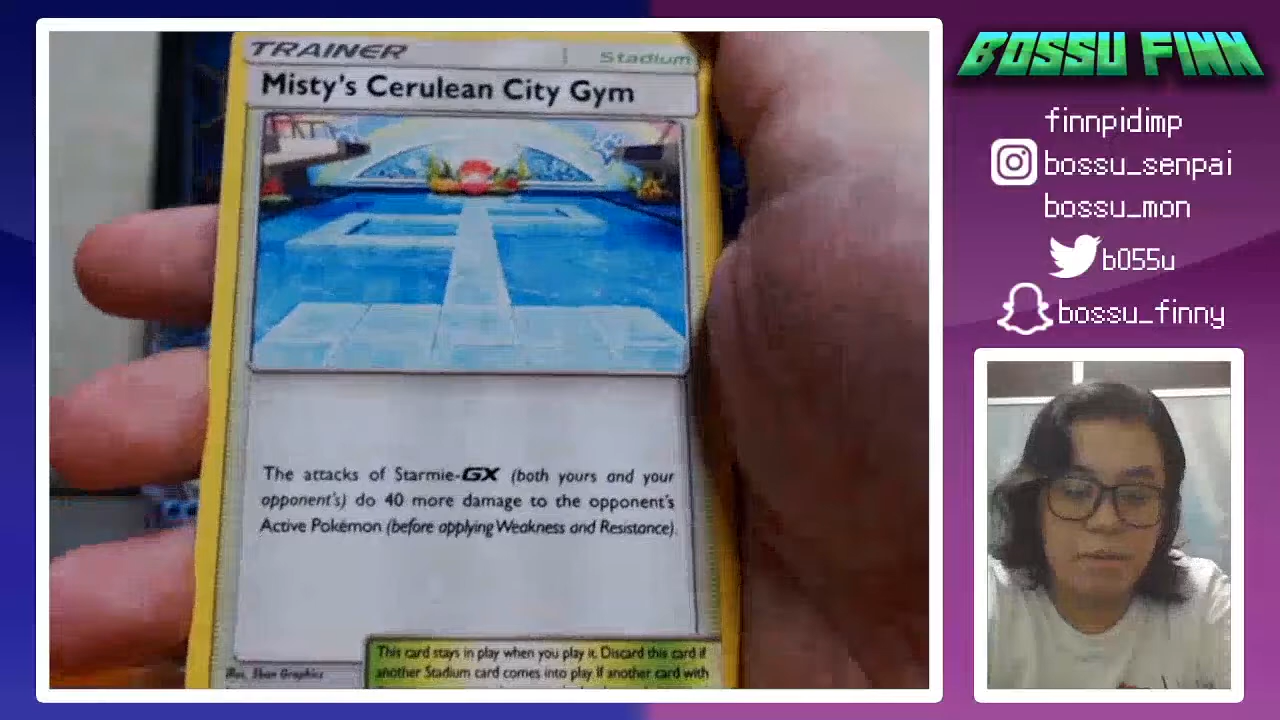 TRAINER
Stadium
Misty's Cerulean City Gym
The attacks of Starmie-GX (both yours and your
opponent's) do 40 more damage to the opponent's
Active Pokémon (before applying Weakness and Resistance).
This card stays in play when you play it. Discard this card if
another Stadium card comes into play. If another card with
Illus. 5ban Graphics
BOSSU FINN
finnpidimp
bossu_senpai
bossu_mon
b055u
bossu_finny